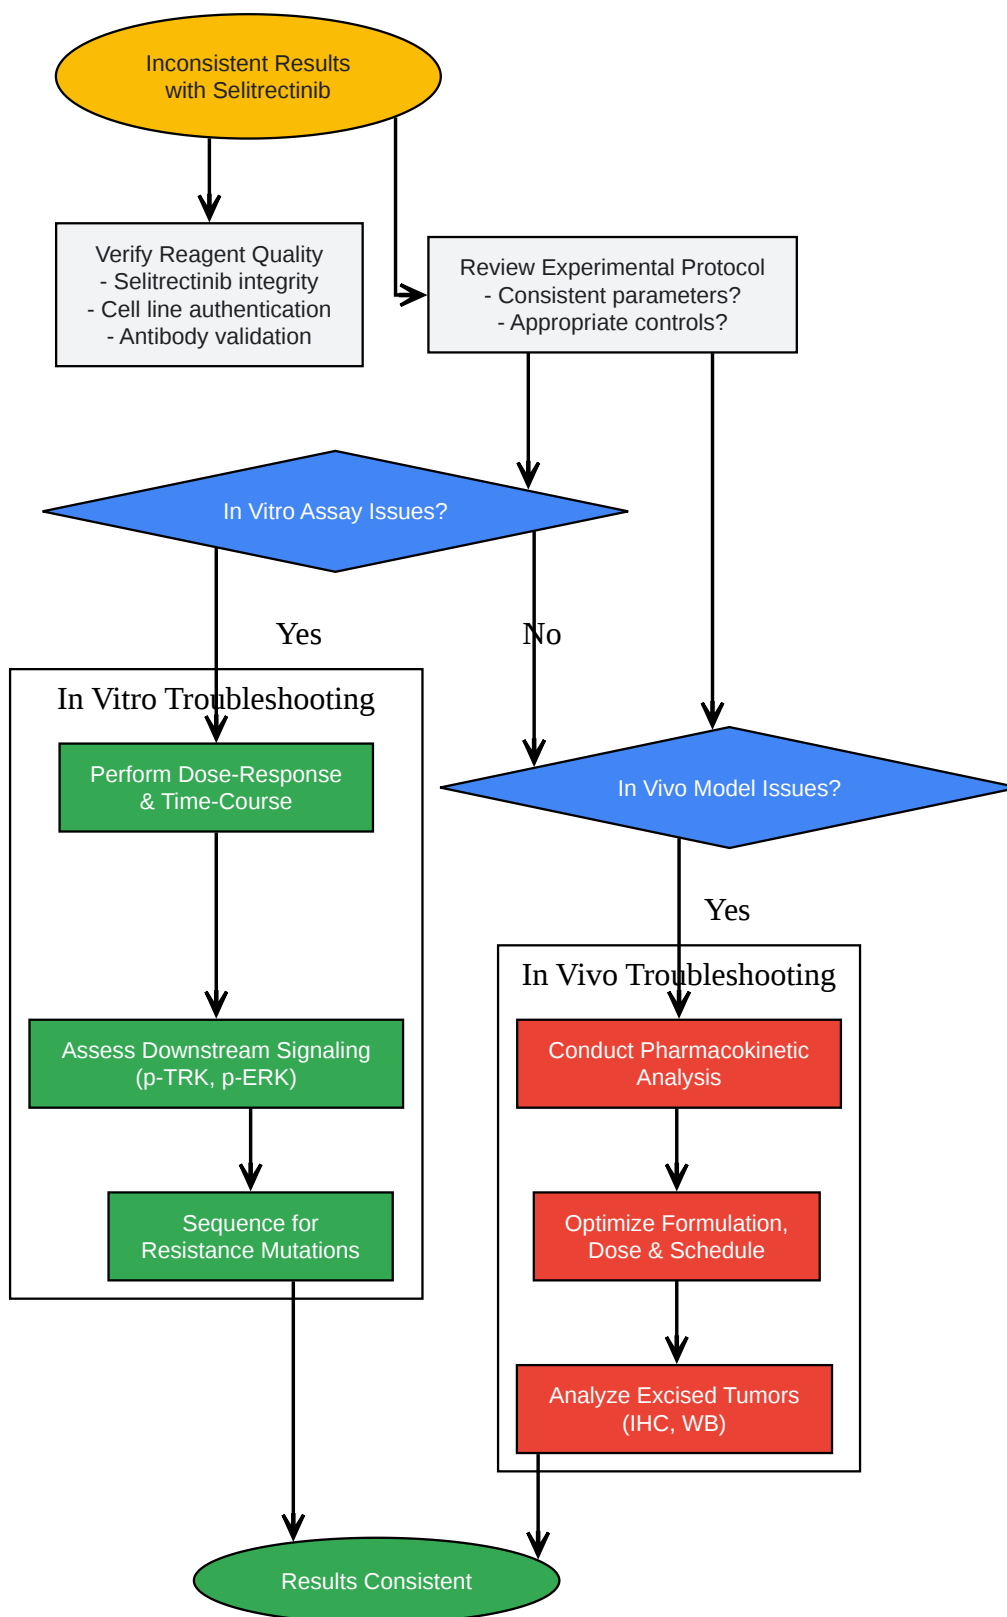 Inconsistent Results
with Selitrectinib
Verify Reagent Quality
- Selitrectinib integrity
- Cell line authentication
- Antibody validation
Review Experimental Protocol
- Consistent parameters?
- Appropriate controls?
In Vitro Assay Issues?
Yes
No
In Vitro Troubleshooting
Perform Dose-Response
& Time-Course
In Vivo Model Issues?
Yes
In Vivo Troubleshooting
Assess Downstream Signaling
(p-TRK, p-ERK)
Conduct Pharmacokinetic
Analysis
Sequence for
Resistance Mutations
Optimize Formulation,
Dose & Schedule
Analyze Excised Tumors
(IHC, WB)
Results Consistent